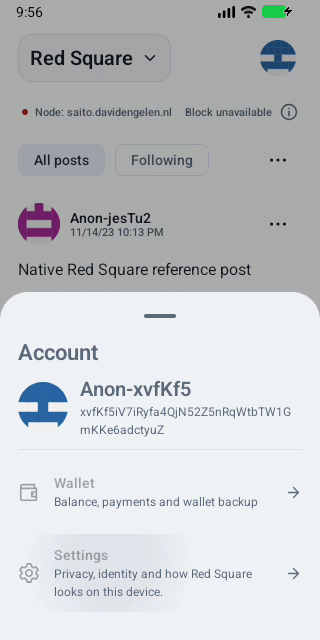 9:56
Red Square
Node: saito.davidengelen.nl Block unavailable
All posts Following
Anon-jesTu2
11/14/23 10:13 PM
Native Red Square reference post
Account
Anon-xvfKf5
xvfKf5iV7iRyfa4QjN52Z5nRqWtbTW1G
mKKe6adctyuZ
Wallet
Balance, payments and wallet backup
Settings
Privacy, identity and how Red Square
looks on this device.